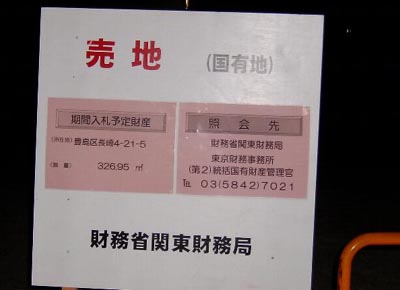 売地 (国有地)
期間入札予定財産
(所在地) 豊島区長崎4-21-5
(数量) 326.95 ㎡
照会先
財務省関東財務局
東京財務事務所
(第2)統括国有財産管理官
℡ 03(5842)7021
財務省関東財務局